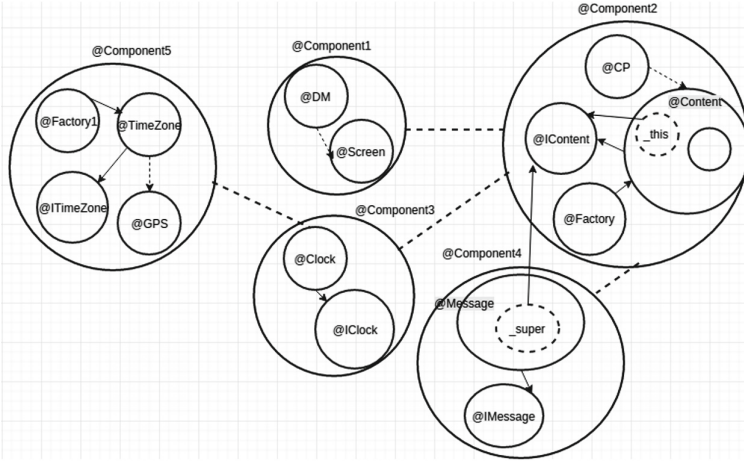 @Component2
@Component5
@Component1
@CP
@DM
@Content
@Factory1
@TimeZone
_this
@IContent
@Screen
@ITimeZone
@Component3
@Factory
@GPS
@Component4
@Clock
@Message
_super
@IClock
@IMessage